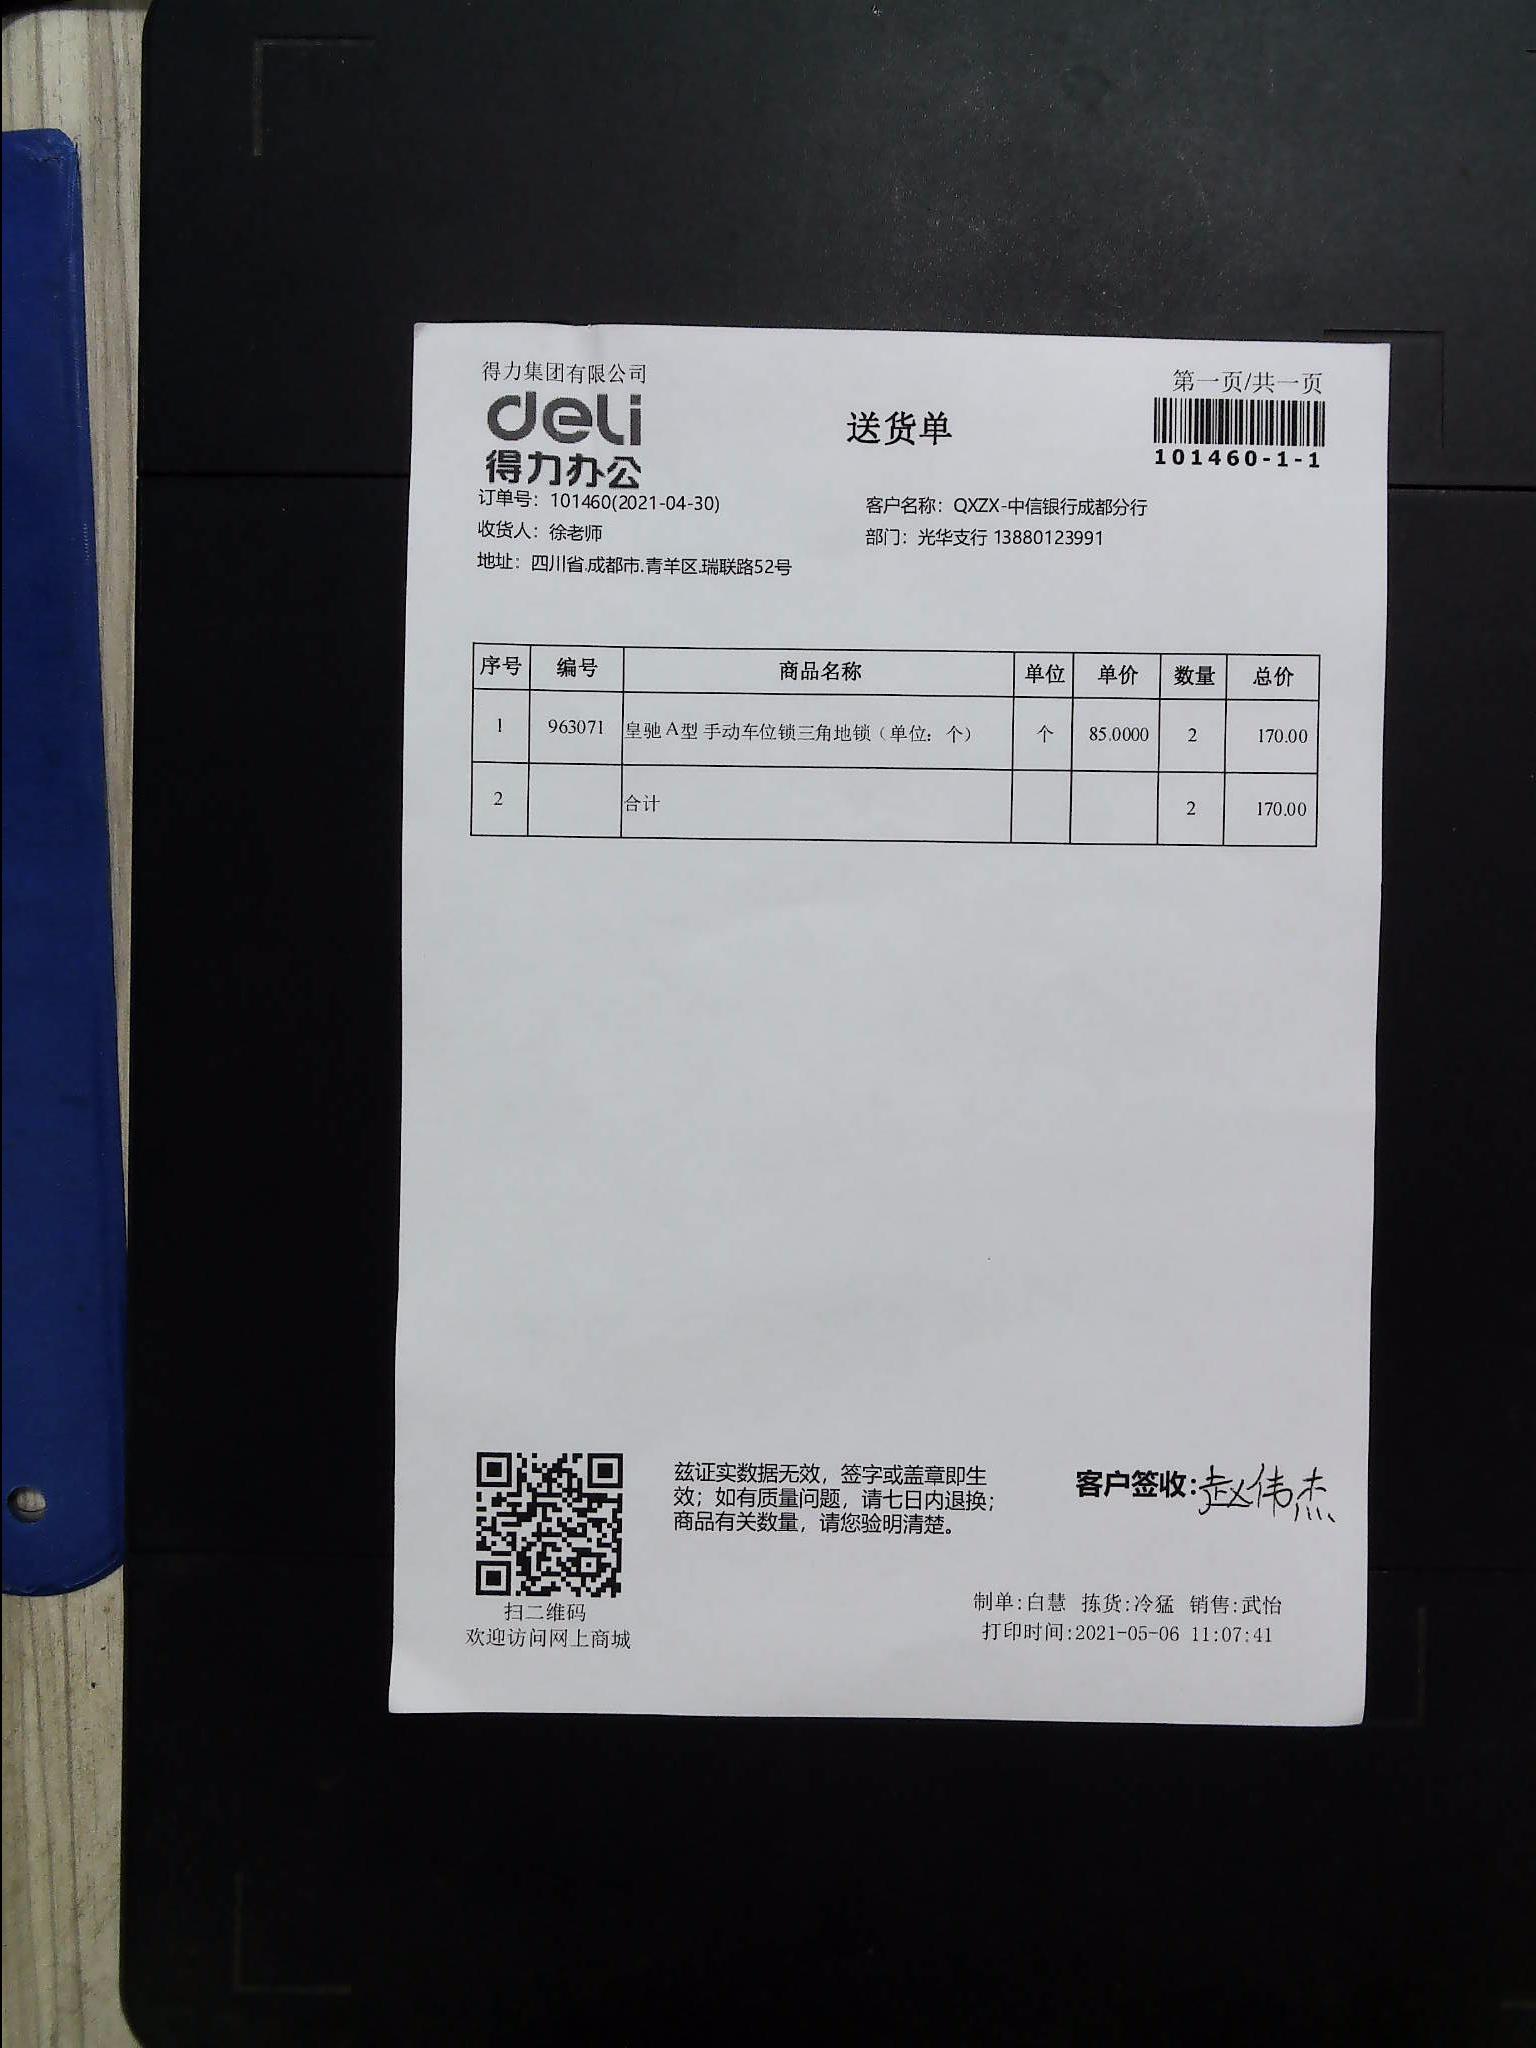 得力集团有限公司
第一页/共一页
deli
得力办公
送货单
101460-1-1
订单号：101460(2021-04-30)
客户名称：QXZX-中信银行成都分行
收货人：徐老师
部门：光华支行 13880123991
地址：四川省.成都市.青羊区.瑞联路52号
序号 编号 商品名称 单位 单价 数量 总价
1 963071 皇驰 A型 手动车位锁三角地锁（单位：个） 个 85.0000 2 170.00
2 合计 2 170.00
兹证实数据无效，签字或盖章即生
效；如有质量问题，请七日内退换；
商品有关数量，请您验明清楚。
客户签收：赵伟杰
扫二维码
欢迎访问网上商城
制单:白慧 拣货:冷猛 销售:武怡
打印时间:2021-05-06 11:07:41